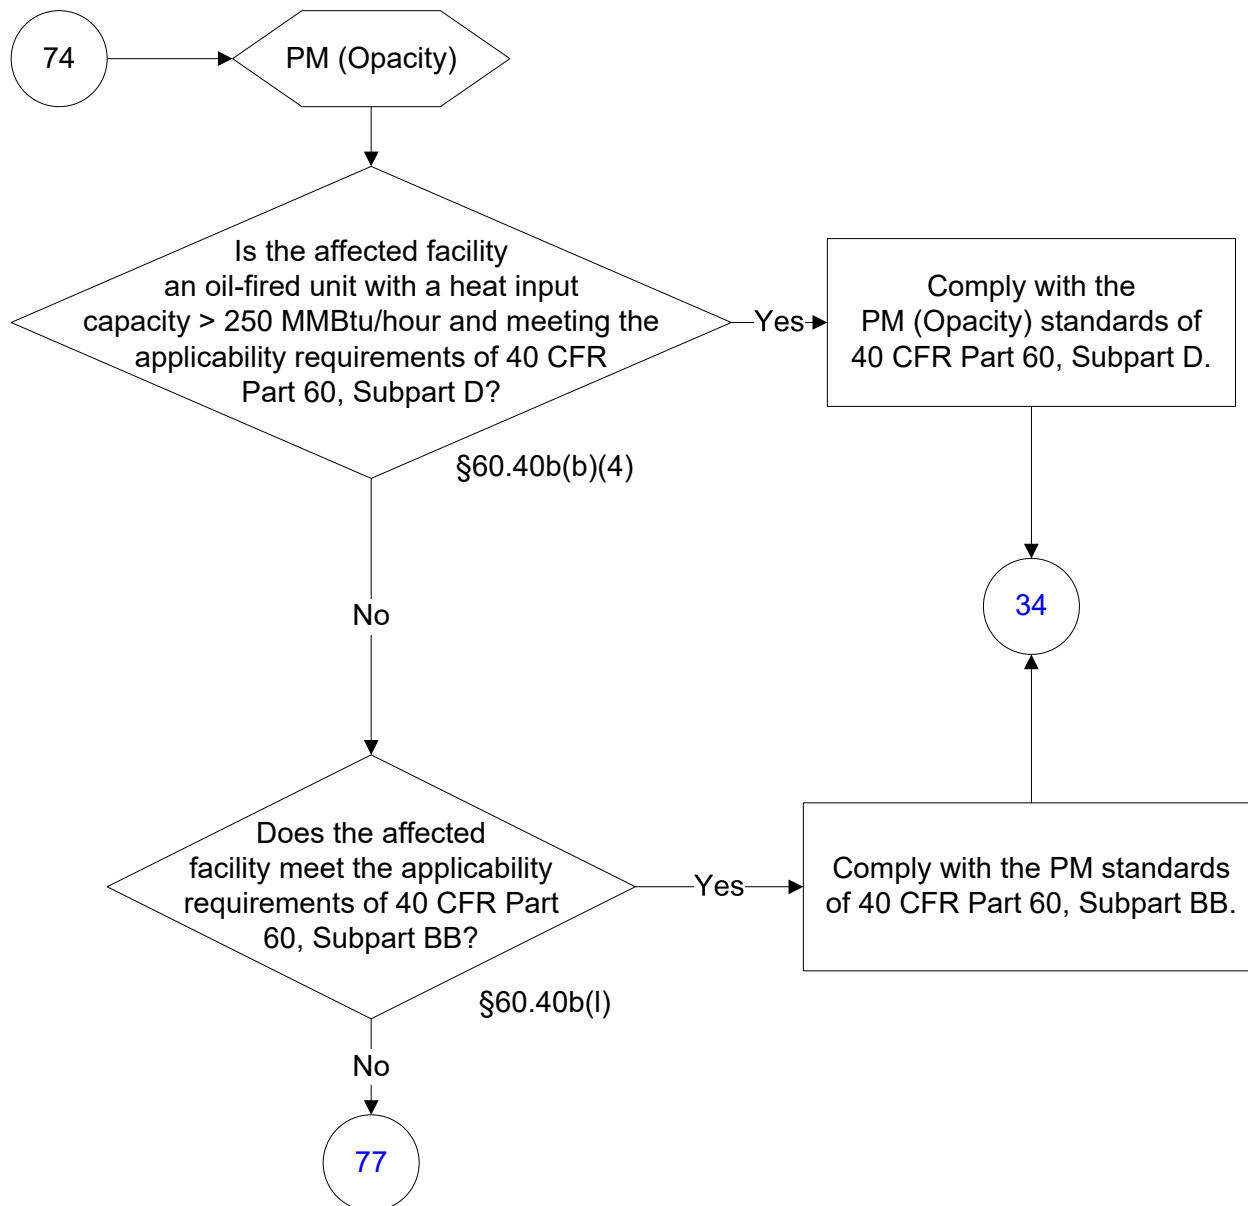 74
PM (Opacity)
Is the affected facility
an oil-fired unit with a heat input
capacity > 250 MMBtu/hour and meeting the
applicability requirements of 40 CFR
Part 60, Subpart D?
Yes
Comply with the
PM (Opacity) standards of
40 CFR Part 60, Subpart D.
§60.40b(b)(4)
No
34
Does the affected
facility meet the applicability
requirements of 40 CFR Part
60, Subpart BB?
Yes
Comply with the PM standards
of 40 CFR Part 60, Subpart BB.
§60.40b(l)
No
77